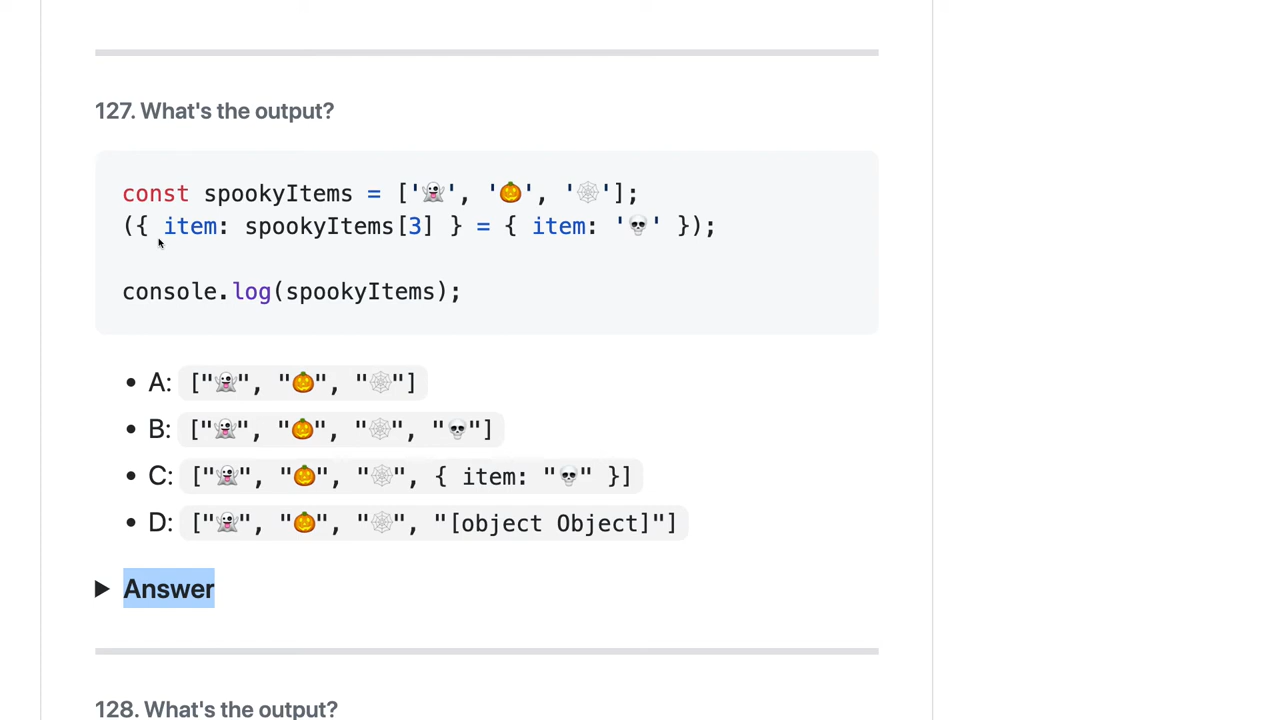 127. What's the output?
const spookyItems = ['👻', '🎃', '🕸'];
({ item: spookyItems[3] } = { item: '💀' });
console.log(spookyItems);
• A: ["👻", "🎃", "🕸"]
• B: ["👻", "🎃", "🕸", "💀"]
• C: ["👻", "🎃", "🕸", { item: "💀" }]
• D: ["👻", "🎃", "🕸", "[object Object]"]
▶ Answer
128. What's the output?